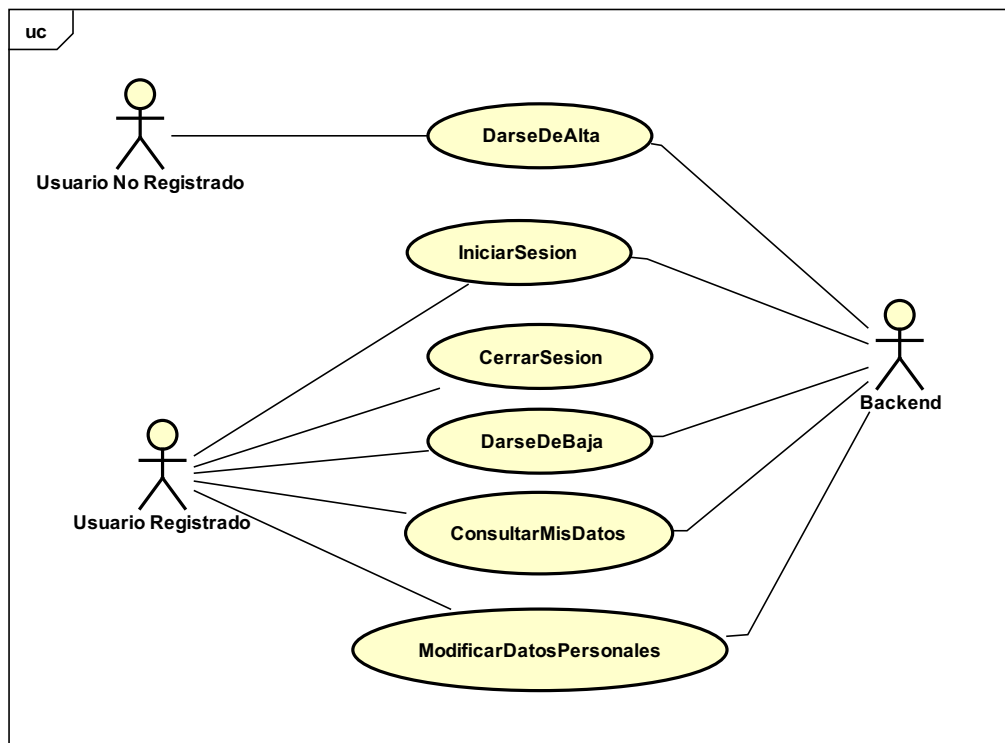 uc
Usuario No Registrado
DarseDeAlta
IniciarSesion
CerrarSesion
Backend
DarseDeBaja
Usuario Registrado
ConsultarMisDatos
ModificarDatosPersonales